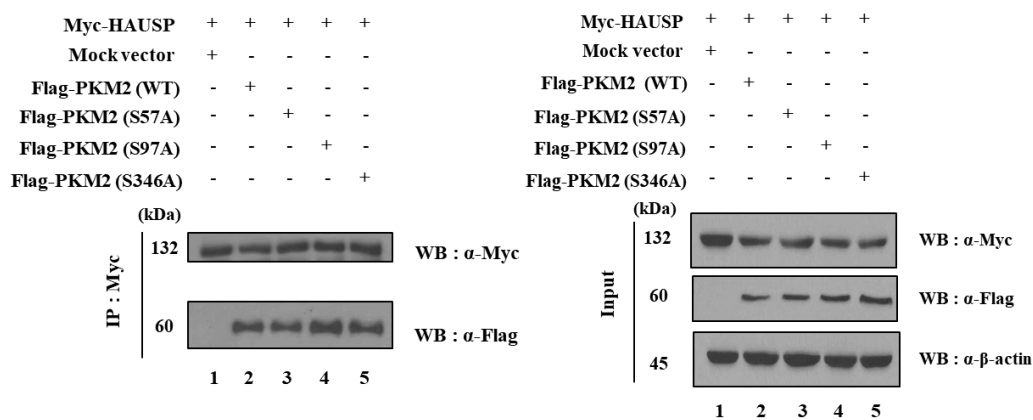 Myc-HAUSP + + + + +
Mock vector + - - - -
Flag-PKM2 (WT) - + - - -
Flag-PKM2 (S57A) - - + - -
Flag-PKM2 (S97A) - - - + -
Flag-PKM2 (S346A) - - - - +
(kDa)
IP : Myc
132 WB : α-Myc
60 WB : α-Flag
1 2 3 4 5
Myc-HAUSP + + + + +
Mock vector + - - - -
Flag-PKM2 (WT) - + - - -
Flag-PKM2 (S57A) - - + - -
Flag-PKM2 (S97A) - - - + -
Flag-PKM2 (S346A) - - - - +
(kDa)
Input
132 WB : α-Myc
60 WB : α-Flag
45 WB : α-β-actin
1 2 3 4 5